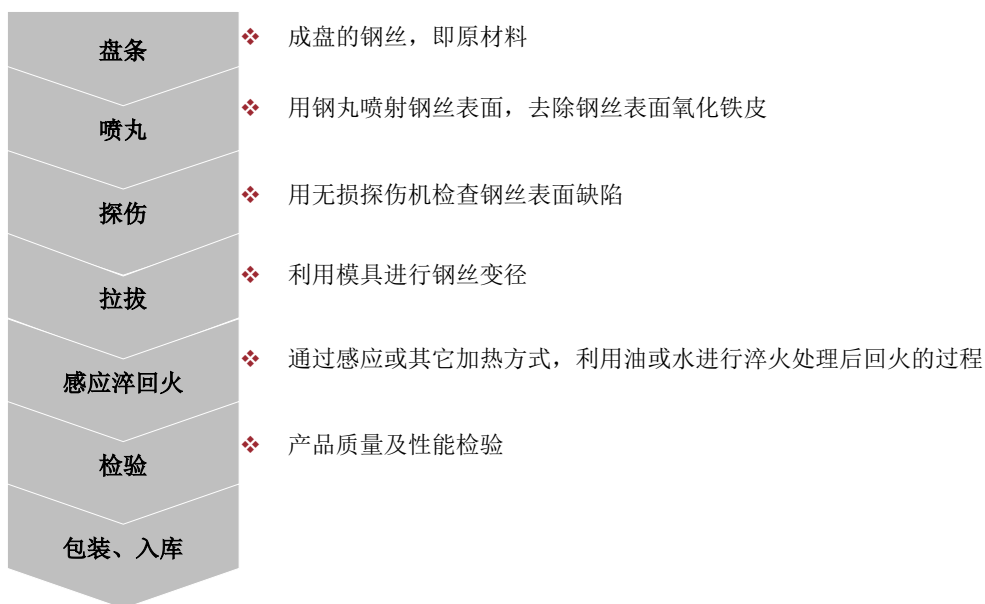 盘条
成盘的钢丝，即原材料
喷丸
用钢丸喷射钢丝表面，去除钢丝表面氧化铁皮
探伤
用无损探伤机检查钢丝表面缺陷
拉拔
利用模具进行钢丝变径
感应淬回火
通过感应或其它加热方式，利用油或水进行淬火处理后回火的过程
检验
产品质量及性能检验
包装、入库